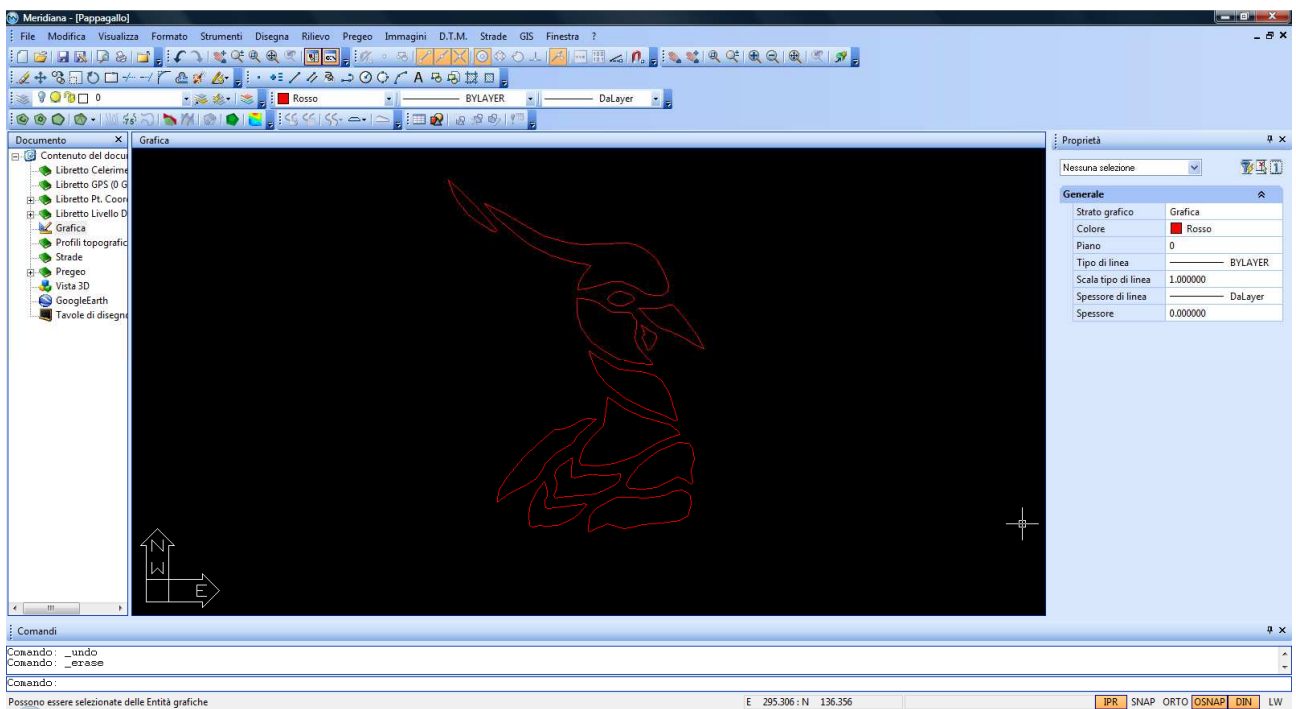 Meridiana - [Pappagallo]
File Modifica Visualizza Formato Strumenti Disegna Rilievo Pregeo Immagini D.T.M. Strade GIS Finestra ?
0 Rosso BYLAYER DaLayer
Documento
Contenuto del docu
Libretto Celerime
Libretto GPS (0 G
Libretto Pt. Coor
Libretto Livello D
Grafica
Profili topografic
Strade
Pregeo
Vista 3D
GoogleEarth
Tavole di disegn
Grafica
N
W
E
Proprietà
Nessuna selezione
Generale
Strato grafico Grafica
Colore Rosso
Piano 0
Tipo di linea BYLAYER
Scala tipo di linea 1.000000
Spessore di linea DaLayer
Spessore 0.000000
Comandi
Comando: _undo
Comando: _erase
Comando:
Possono essere selezionate delle Entità grafiche E 295.306 : N 136.356 IPR SNAP ORTO OSNAP DIN LW